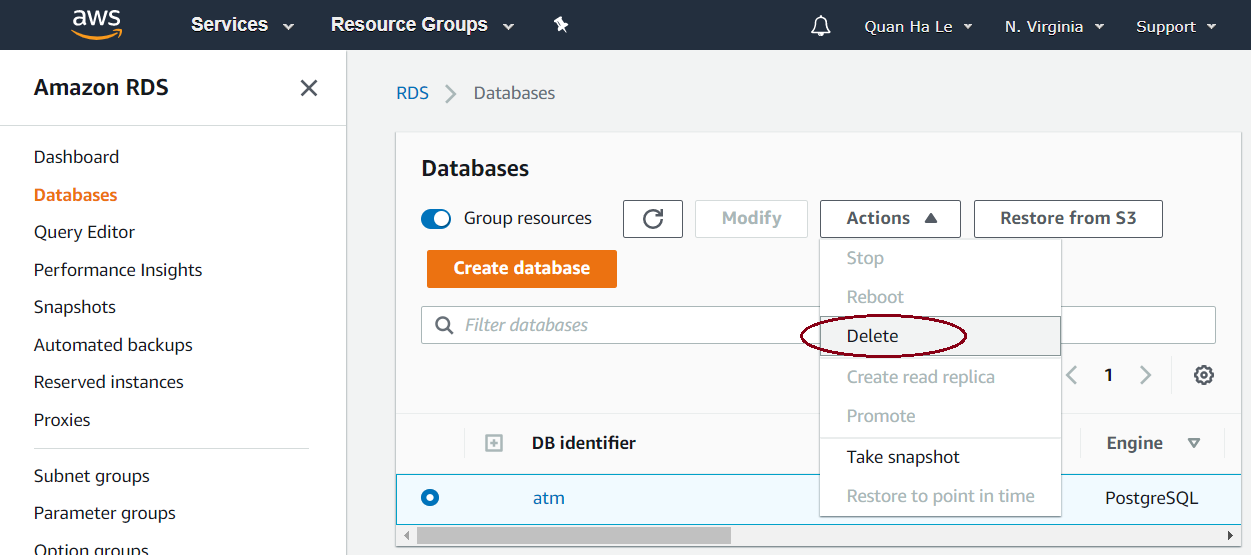 aws Services Resource Groups Quan Ha Le N. Virginia Support
Amazon RDS
Dashboard
Databases
Query Editor
Performance Insights
Snapshots
Automated backups
Reserved instances
Proxies
Subnet groups
Parameter groups
Option groups
RDS Databases
Databases
Group resources Modify Actions Restore from S3
Create database
Filter databases
Stop
Reboot
Delete
Create read replica
Promote
Take snapshot
Restore to point in time
1
DB identifier Engine
atm PostgreSQL